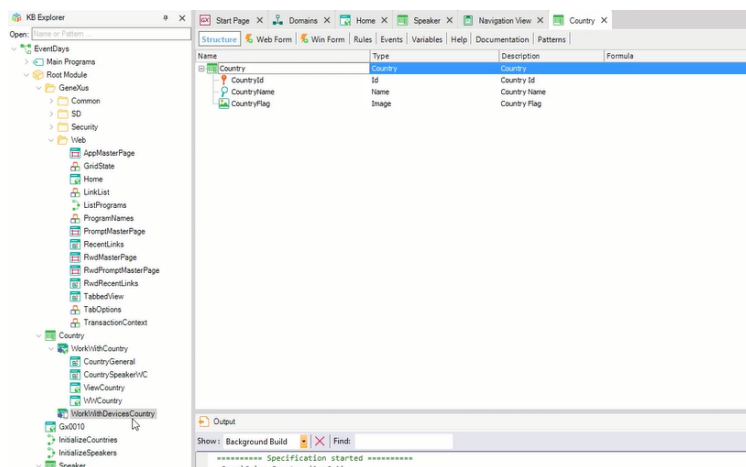 KB Explorer
Open: Name or Pattern
EventDays
Main Programs
Root Module
GeneXus
Common
SD
Security
Web
AppMasterPage
GridState
Home
LinkList
ListPrograms
ProgramNames
PromptMasterPage
RecentLinks
RwdMasterPage
RwdPromptMasterPage
RwdRecentLinks
TabbedView
TabOptions
TransactionContext
Country
WorkWithCountry
CountryGeneral
CountrySpeakerWC
ViewCountry
WWCountry
WorkWithDevicesCountry
Gx0010
InitializeCountries
InitializeSpeakers
Speaker
GX Start Page Domains Home Speaker Navigation View Country
Structure Web Form Win Form Rules Events Variables Help Documentation Patterns
Name Type Description Formula
Country Country Country
CountryId Id Country Id
CountryName Name Country Name
CountryFlag Image Country Flag
Output
Show: Background Build Find:
========== Specification started ==========